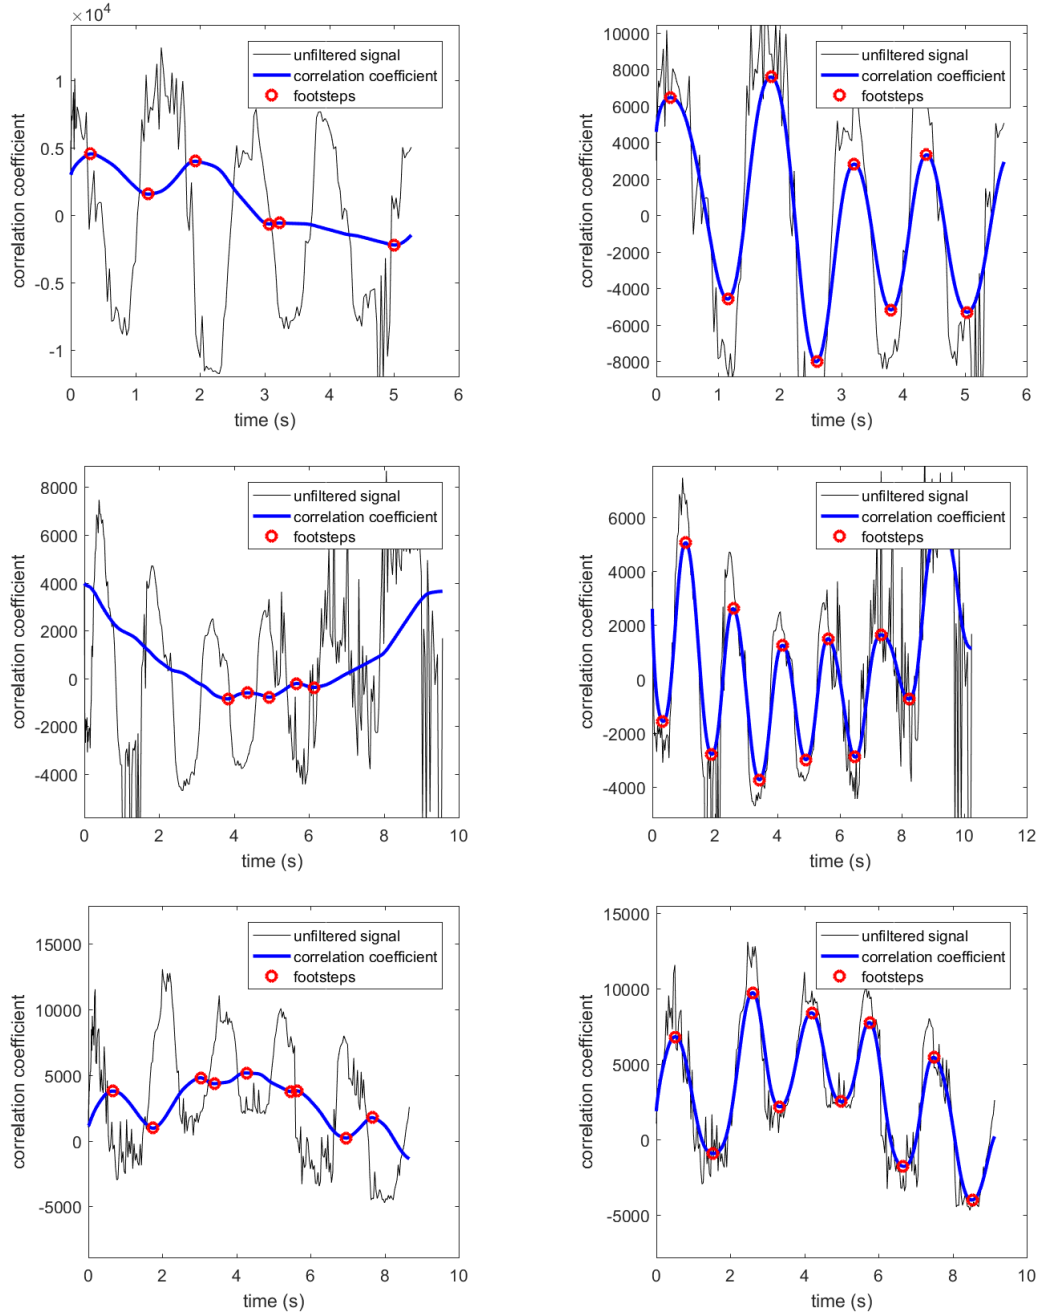 ×10⁴
correlation coefficient
1
0.5
0
-0.5
-1
unfiltered signal
correlation coefficient
footsteps
0 1 2 3 4 5 6
time (s)
correlation coefficient
10000
8000
6000
4000
2000
0
-2000
-4000
-6000
-8000
unfiltered signal
correlation coefficient
footsteps
0 1 2 3 4 5 6
time (s)
correlation coefficient
8000
6000
4000
2000
0
-2000
-4000
unfiltered signal
correlation coefficient
footsteps
0 2 4 6 8 10
time (s)
correlation coefficient
6000
4000
2000
0
-2000
-4000
unfiltered signal
correlation coefficient
footsteps
0 2 4 6 8 10 12
time (s)
correlation coefficient
15000
10000
5000
0
-5000
unfiltered signal
correlation coefficient
footsteps
0 2 4 6 8 10
time (s)
correlation coefficient
15000
10000
5000
0
-5000
unfiltered signal
correlation coefficient
footsteps
0 2 4 6 8 10
time (s)